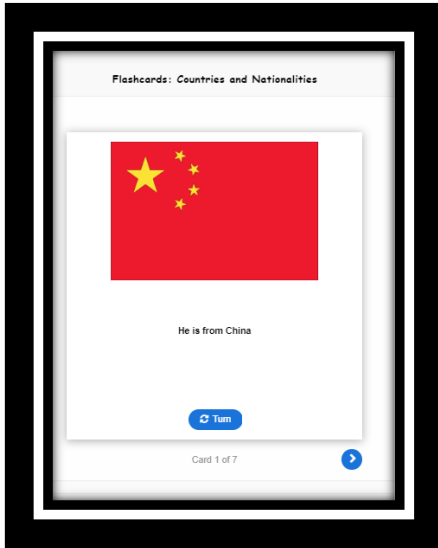 Flashcards: Countries and Nationalities
He is from China
Turn
Card 1 of 7